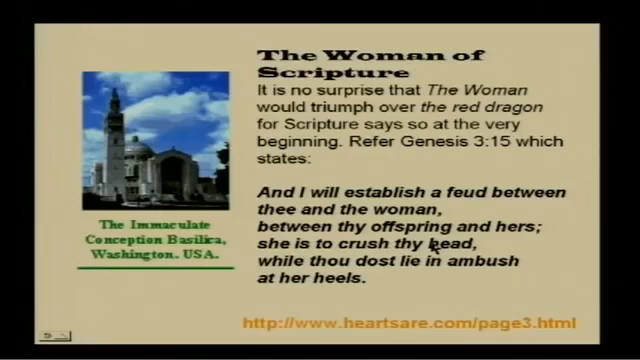 The Woman of
Scripture
It is no surprise that The Woman
would triumph over the red dragon
for Scripture says so at the very
beginning. Refer Genesis 3:15 which
states:
And I will establish a feud between
thee and the woman,
between thy offspring and hers;
she is to crush thy head,
while thou dost lie in ambush
at her heels.
The Immaculate
Conception Basilica,
Washington. USA.
http://www.heartsare.com/page3.html